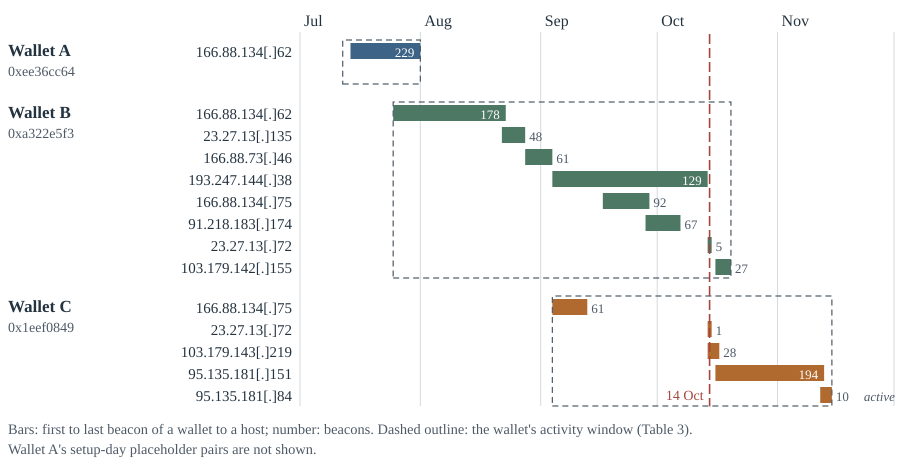 Jul Aug Sep Oct Nov
Wallet A 166.88.134[.]62 229
0xee36cc64
Wallet B 166.88.134[.]62 178
0xa322e5f3 23.27.13[.]135 48
166.88.73[.]46 61
193.247.144[.]38 129
166.88.134[.]75 92
91.218.183[.]174 67
23.27.13[.]72 5
103.179.142[.]155 27
Wallet C 166.88.134[.]75 61
0x1eef0849 23.27.13[.]72 1
103.179.143[.]219 28
95.135.181[.]151 194
95.135.181[.]84 14 Oct 10 active
Bars: first to last beacon of a wallet to a host; number: beacons. Dashed outline: the wallet's activity window (Table 3).
Wallet A's setup-day placeholder pairs are not shown.